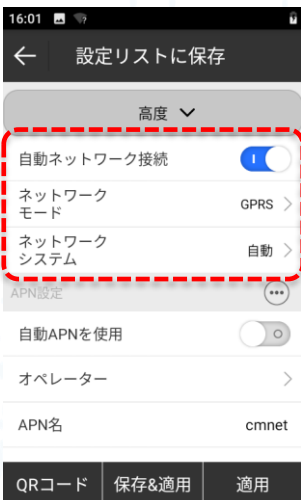 16:01
設定リストに保存
高度
自動ネットワーク接続
ネットワーク
モード
GPRS
ネットワーク
システム
自動
APN設定
自動APNを使用
オペレーター
APN名
cmnet
QRコード
保存&適用
適用